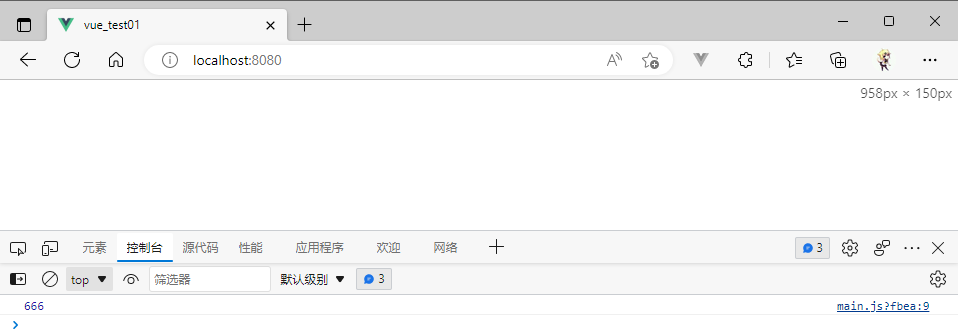 vue_test01
localhost:8080
958px × 150px
元素 控制台 源代码 性能 应用程序 欢迎 网络 3
top 筛选器 默认级别 3
666 main.js?fbea:9